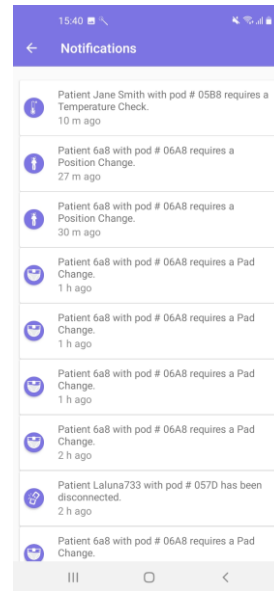 15:40
Notifications
Patient Jane Smith with pod # 05B8 requires a
Temperature Check.
10 m ago
Patient 6a8 with pod # 06A8 requires a
Position Change.
27 m ago
Patient 6a8 with pod # 06A8 requires a
Position Change.
30 m ago
Patient 6a8 with pod # 06A8 requires a Pad
Change.
1 h ago
Patient 6a8 with pod # 06A8 requires a Pad
Change.
1 h ago
Patient 6a8 with pod # 06A8 requires a Pad
Change.
1 h ago
Patient 6a8 with pod # 06A8 requires a Pad
Change.
2 h ago
Patient Laluna733 with pod # 057D has been
disconnected.
2 h ago
Patient 6a8 with pod # 06A8 requires a Pad
Change.